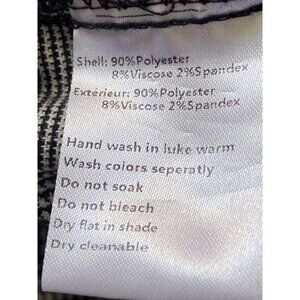 Shell: 90%Polyester
8%Viscose 2%Spandex
Exterieur: 90%Polyester
8%Viscose 2%Spandex
Hand wash in luke warm
Wash colors seperatly
Do not soak
Do not bleach
Dry flat in shade
Dry cleanable